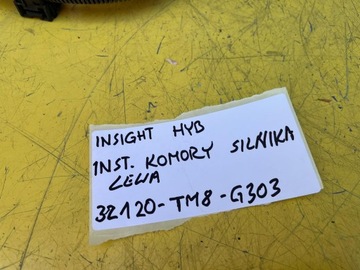 INSIGHT HYB
INST. KOMORY SILNIKA
LEWA
32120-TM8-G303